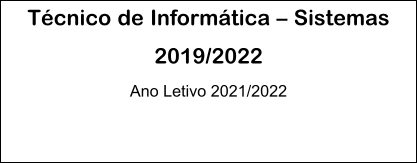 Técnico de Informática – Sistemas
2019/2022
Ano Letivo 2021/2022